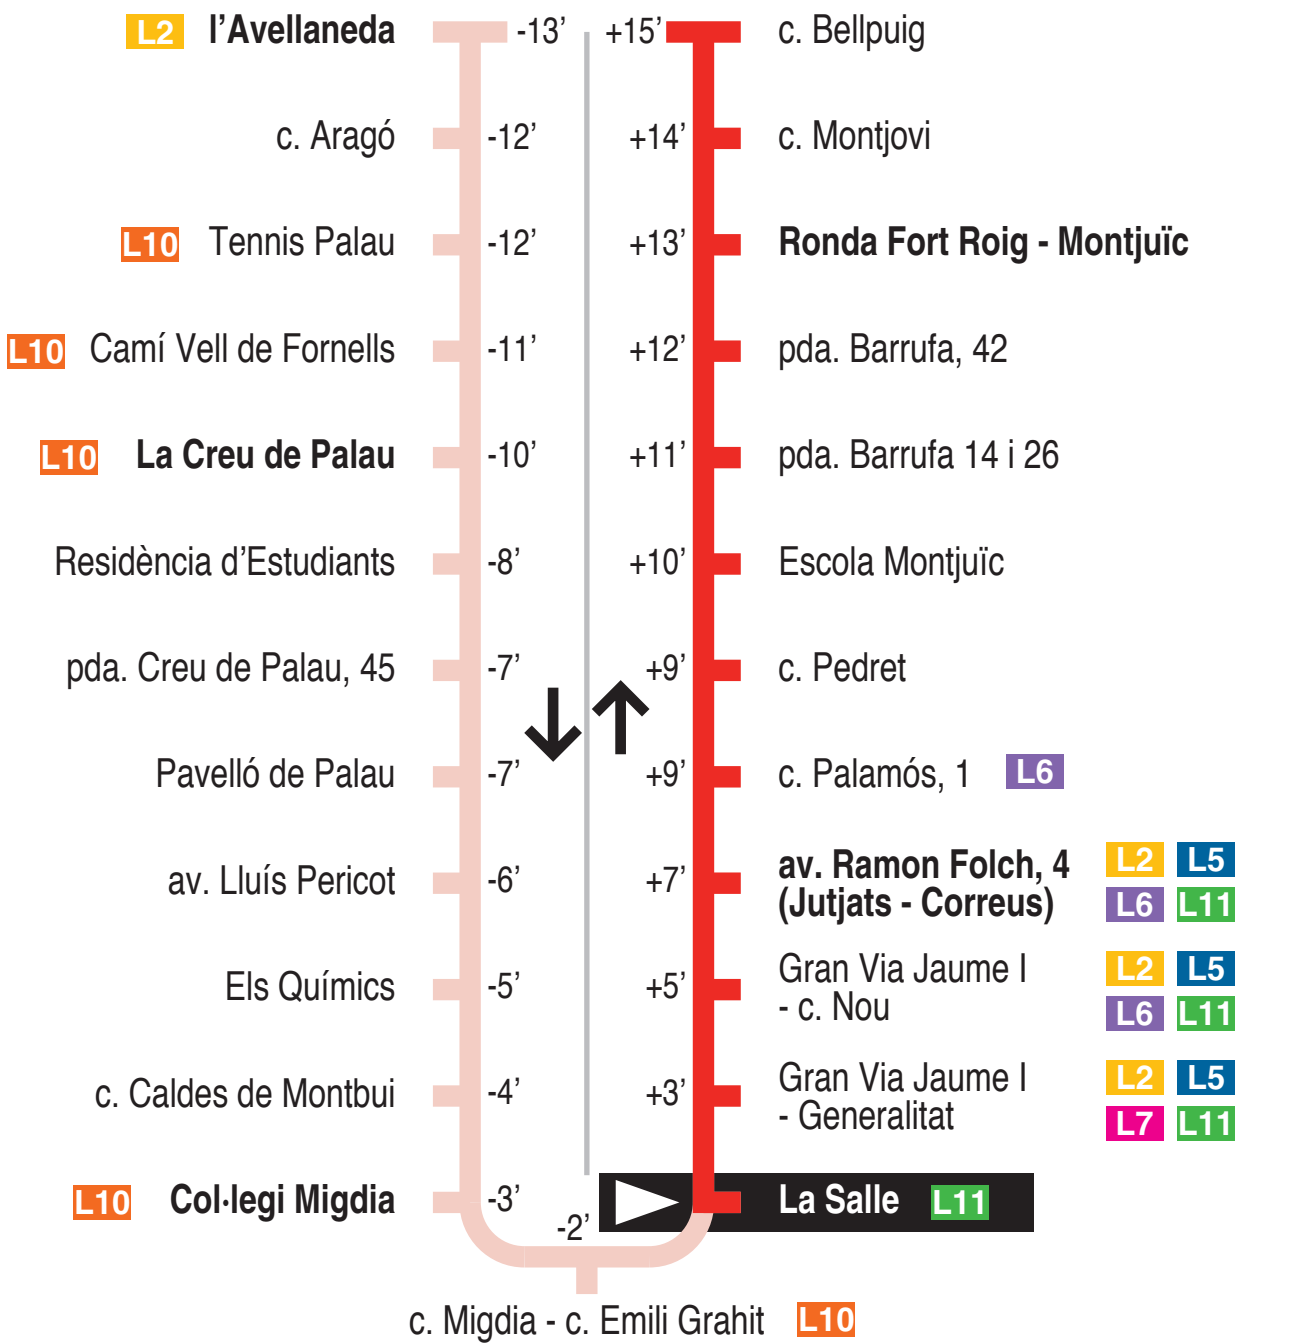 L2 l’Avellaneda -13’
c. Aragó -12’
L10 Tennis Palau -12’
L10 Camí Vell de Fornells -11’
L10 La Creu de Palau -10’
Residència d’Estudiants -8’
pda. Creu de Palau, 45 -7’
Pavelló de Palau -7’
av. Lluís Pericot -6’
Els Químics -5’
c. Caldes de Montbui -4’
L10 Col·legi Migdia -3’
-2’
c. Migdia - c. Emili Grahit L10
+15’ c. Bellpuig
+14’ c. Montjovi
+13’ Ronda Fort Roig - Montjuïc
+12’ pda. Barrufa, 42
+11’ pda. Barrufa 14 i 26
+10’ Escola Montjuïc
+9’ c. Pedret
+9’ c. Palamós, 1 L6
+7’ av. Ramon Folch, 4 L2 L5
(Jutjats - Correus) L6 L11
+5’ Gran Via Jaume I L2 L5
- c. Nou L6 L11
+3’ Gran Via Jaume I L2 L5
- Generalitat L7 L11
La Salle L11